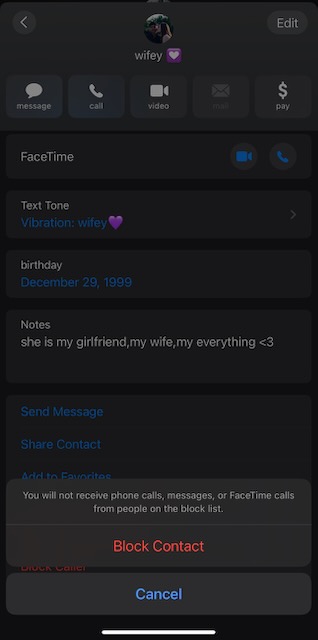 Edit
wifey 💟
message
call
video
mail
pay
FaceTime
Text Tone
Vibration: wifey💜
birthday
December 29, 1999
Notes
she is my girlfriend,my wife,my everything <3
Send Message
Share Contact
Add to Favorites
You will not receive phone calls, messages, or FaceTime calls
from people on the block list.
Block Contact
Block Caller
Cancel